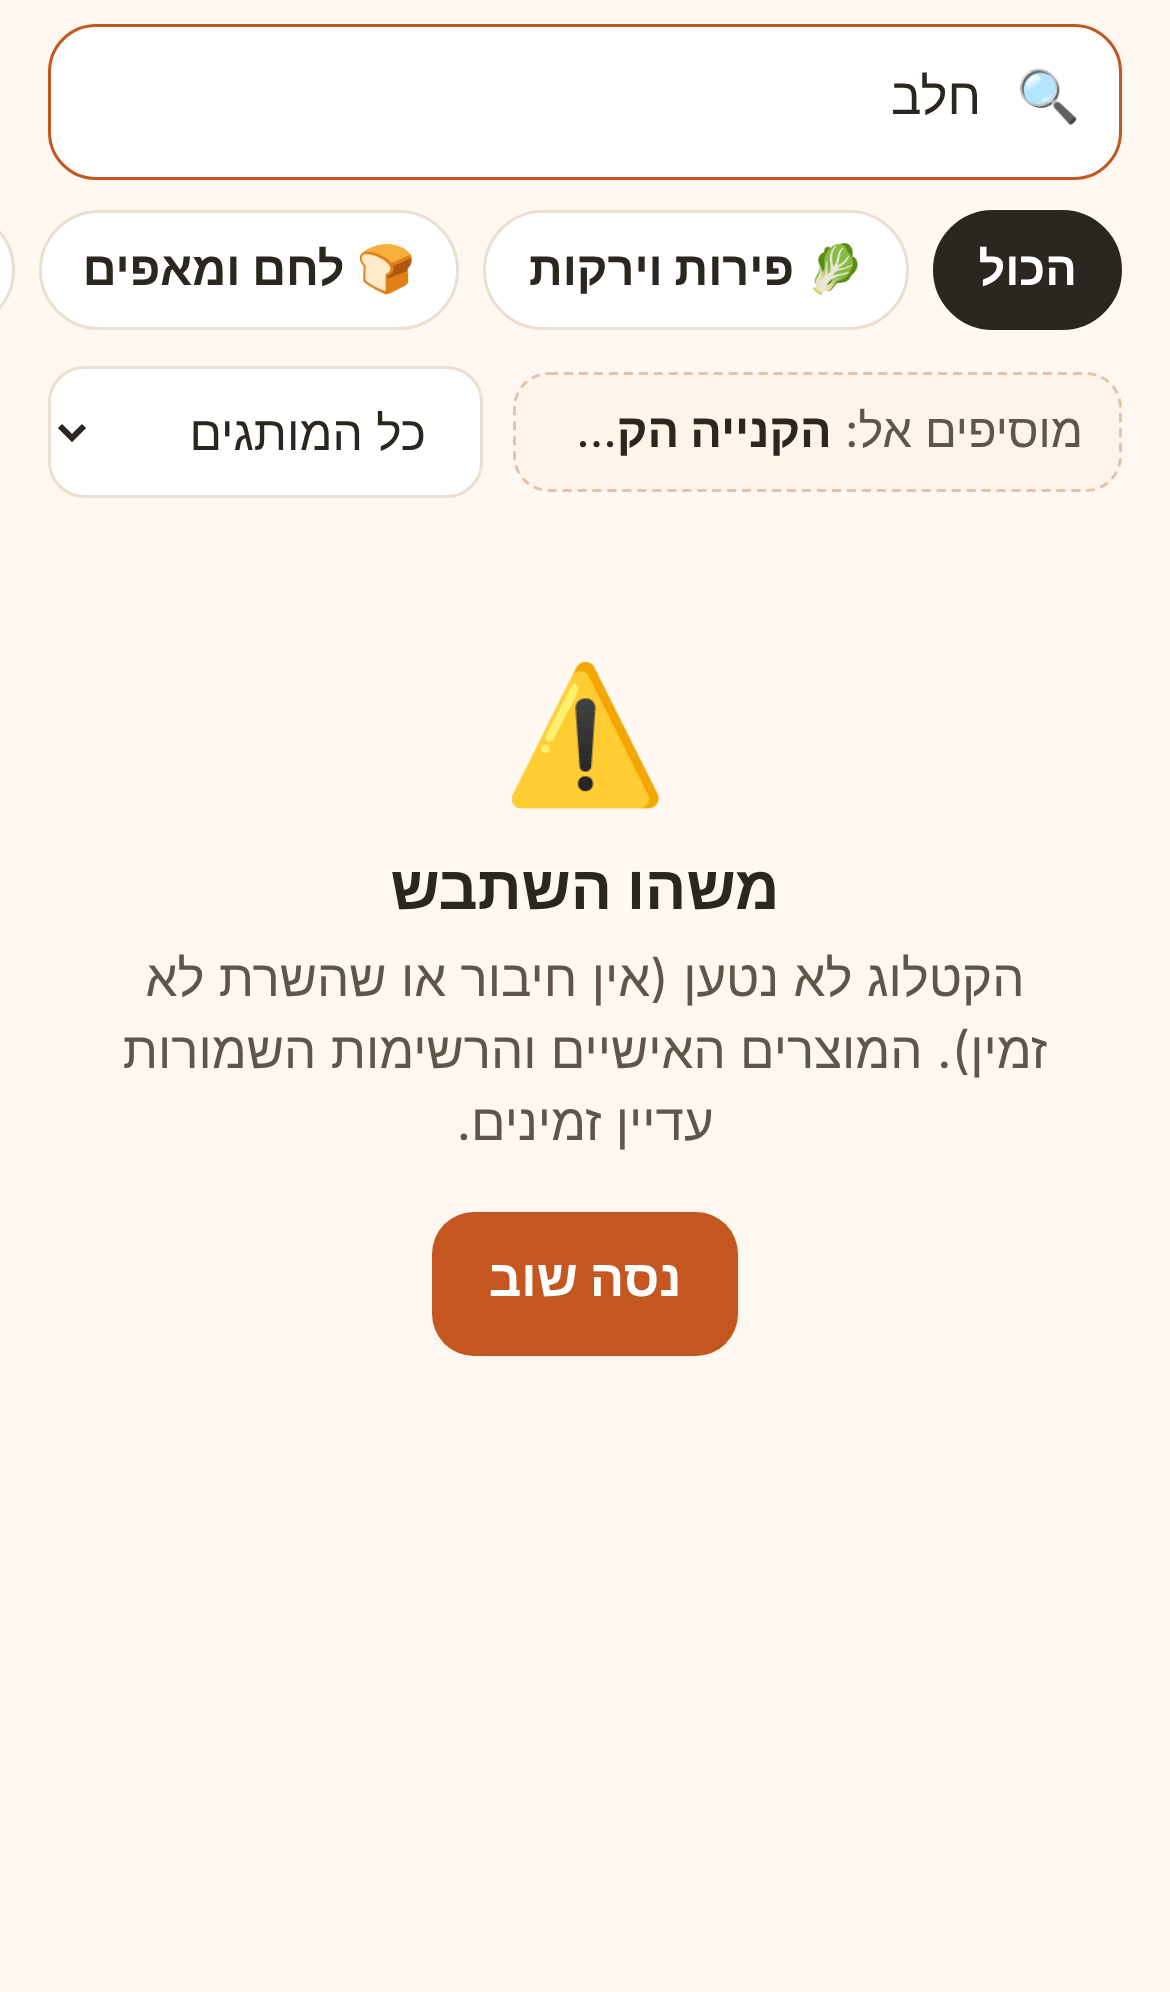 חלב
הכול
פירות וירקות
לחם ומאפים
מוסיפים אל: הקנייה הק...
כל המותגים
משהו השתבש
הקטלוג לא נטען (אין חיבור או שהשרת לא
זמין). המוצרים האישיים והרשימות השמורות
עדיין זמינים.
נסה שוב